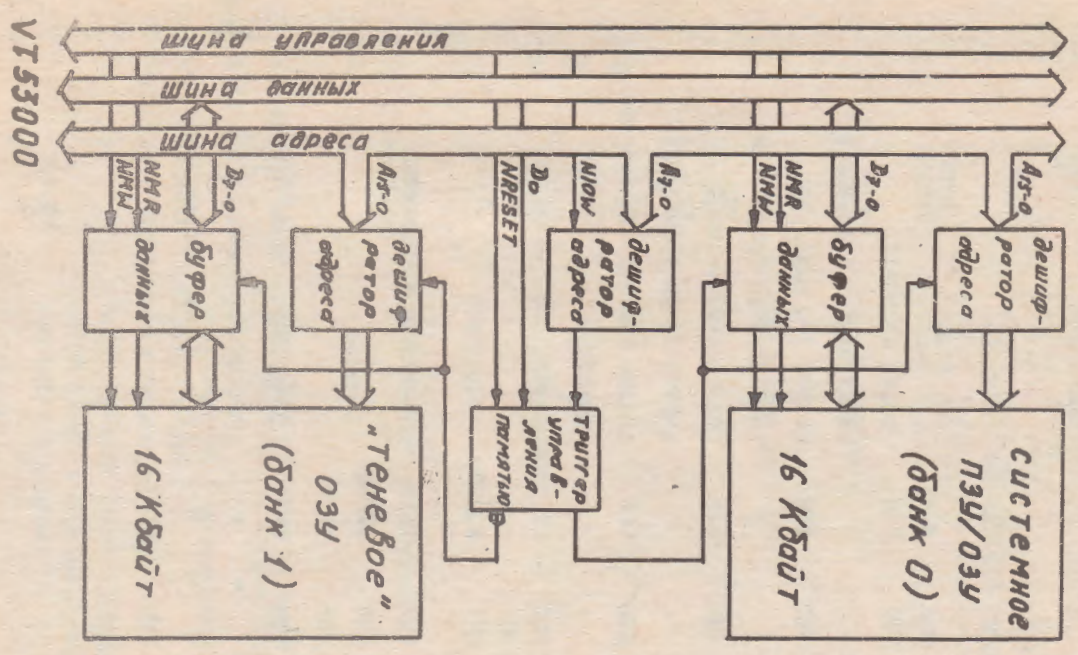 шина управления
шина данных
шина адреса
A15-0
дешиф-
ратор
адреса
системное
ПЗУ/ОЗУ
(банк 0)
16 Кбайт
D7-0
NMR
NMW
буфер
данных
A7-0
дешиф-
ратор
адреса
NIOW
D0
NRESET
триггер
управ-
ления
памятью
A15-0
дешиф-
ратор
адреса
„теневое"
ОЗУ
(банк 1)
16 Кбайт
D7-0
NMR
NMW
буфер
данных
VT53000